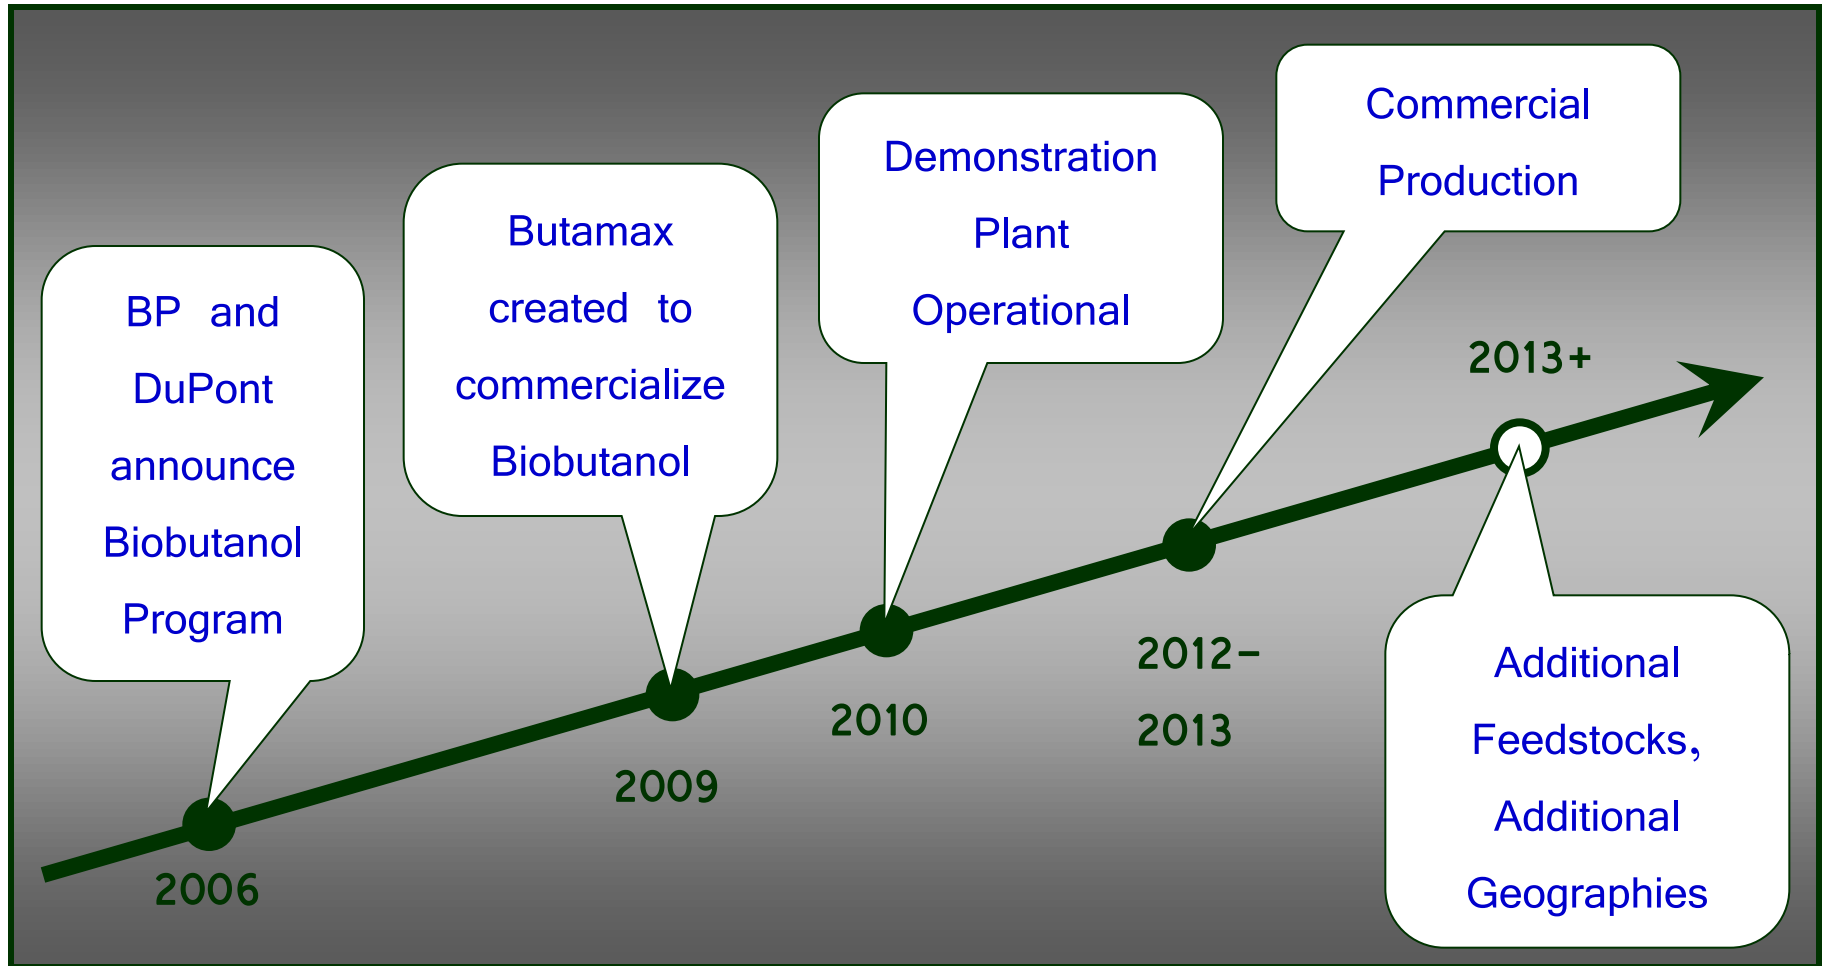 BP and
DuPont
announce
Biobutanol
Program
2006
Butamax
created to
commercialize
Biobutanol
2009
Demonstration
Plant
Operational
2010
Commercial
Production
2012-
2013
2013+
Additional
Feedstocks,
Additional
Geographies